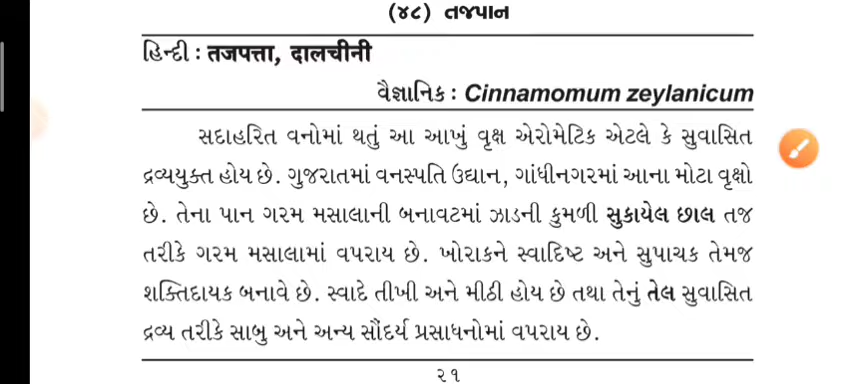 (૪૮) તજપાન
હિન્દી : તજપત્તા, દાલચીની
વૈજ્ઞાનિક : Cinnamomum zeylanicum
સદાહરિત વનોમાં થતું આ આખું વૃક્ષ એરોમેટિક એટલે કે સુવાસિત
દ્રવ્યયુક્ત હોય છે. ગુજરાતમાં વનસ્પતિ ઉદ્યાન, ગાંધીનગરમાં આના મોટા વૃક્ષો
છે. તેના પાન ગરમ મસાલાની બનાવટમાં ઝાડની કુમળી સુકાયેલ છાલ તજ
તરીકે ગરમ મસાલામાં વપરાય છે. ખોરાકને સ્વાદિષ્ટ અને સુપાચક તેમજ
શક્તિદાયક બનાવે છે. સ્વાદે તીખી અને મીઠી હોય છે તથા તેનું તેલ સુવાસિત
દ્રવ્ય તરીકે સાબુ અને અન્ય સૌંદર્ય પ્રસાધનોમાં વપરાય છે.
૨૧